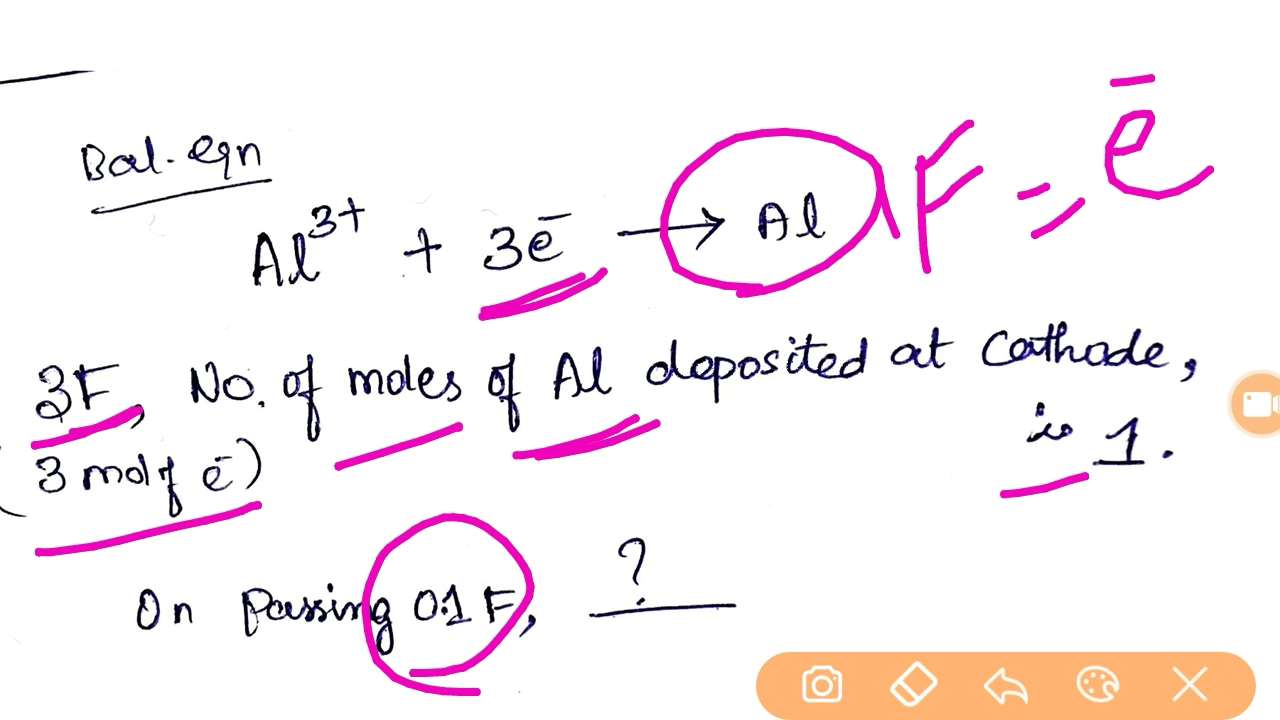 Bal. eqn
Al³⁺ + 3e⁻ → Al
F = e⁻
3F, No. of moles of Al deposited at cathode,
is 1.
(3 mol of e⁻)
On passing 0.1 F, ?